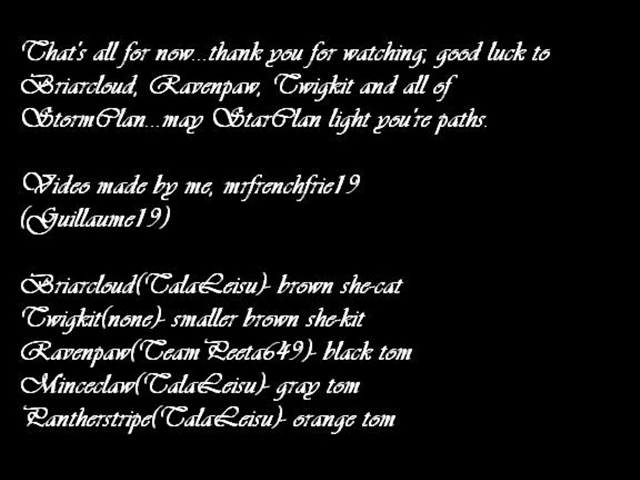 That's all for now...thank you for watching, good luck to
Briarcloud, Ravenpaw, Twigkit and all of
StormClan...may StarClan light you're paths.
Video made by me, mrfrenchfrie19
(Guillaume19)
Briarcloud(TalaLeisu)- brown she-cat
Twigkit(none)- smaller brown she-kit
Ravenpaw(TeamPeeta649)- black tom
Minceclaw(TalaLeisu)- gray tom
Pantherstripe(TalaLeisu)- orange tom